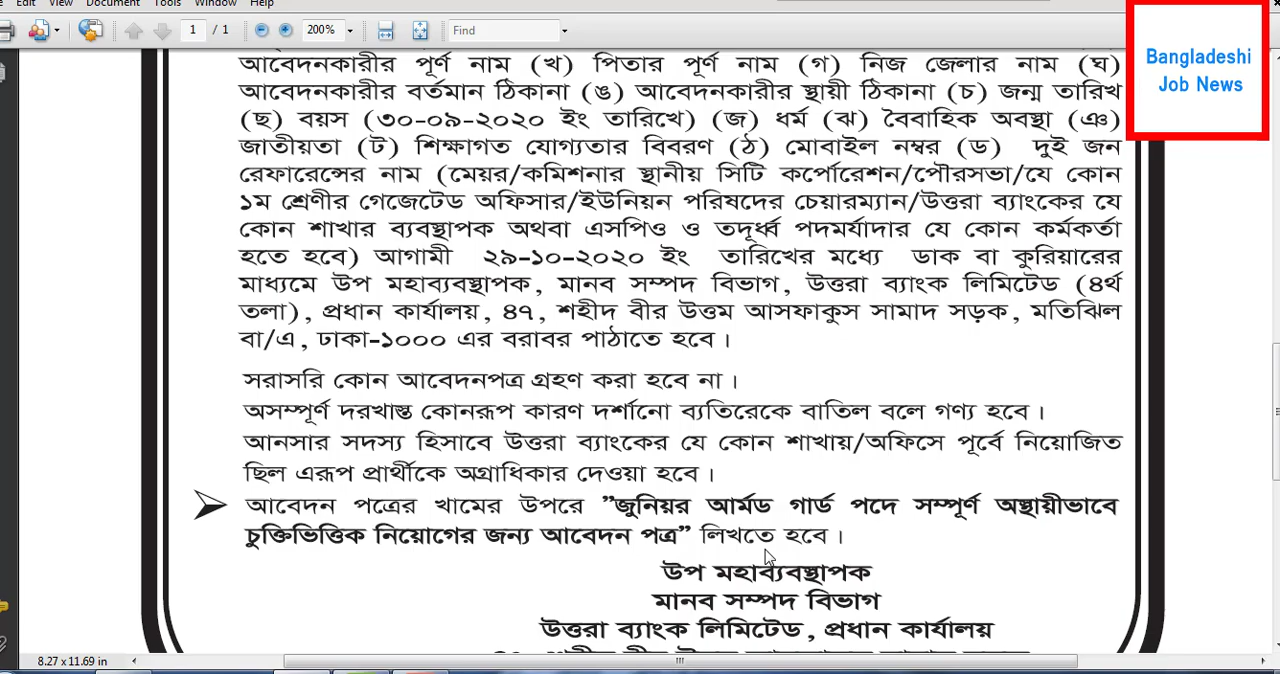 Edit View Document Tools Window Help
1 / 1 200% Find
Bangladeshi
Job News
আবেদনকারীর পূর্ণ নাম (খ) পিতার পূর্ণ নাম (গ) নিজ জেলার নাম (ঘ)
আবেদনকারীর বর্তমান ঠিকানা (ঙ) আবেদনকারীর স্থায়ী ঠিকানা (চ) জন্ম তারিখ
(ছ) বয়স (৩০-০৯-২০২০ ইং তারিখে) (জ) ধর্ম (ঝ) বৈবাহিক অবস্থা (ঞ)
জাতীয়তা (ট) শিক্ষাগত যোগ্যতার বিবরণ (ঠ) মোবাইল নম্বর (ড) দুই জন
রেফারেন্সের নাম (মেয়র/কমিশনার স্থানীয় সিটি কর্পোরেশন/পৌরসভা/যে কোন
১ম শ্রেণীর গেজেটেড অফিসার/ইউনিয়ন পরিষদের চেয়ারম্যান/উত্তরা ব্যাংকের যে
কোন শাখার ব্যবস্থাপক অথবা এসপিও ও তদূর্ধ্ব পদমর্যাদার যে কোন কর্মকর্তা
হতে হবে) আগামী ২৯-১০-২০২০ ইং তারিখের মধ্যে ডাক বা কুরিয়ারের
মাধ্যমে উপ মহাব্যবস্থাপক, মানব সম্পদ বিভাগ, উত্তরা ব্যাংক লিমিটেড (৪র্থ
তলা), প্রধান কার্যালয়, ৪৭, শহীদ বীর উত্তম আসফাকুস সামাদ সড়ক, মতিঝিল
বা/এ, ঢাকা-১০০০ এর বরাবর পাঠাতে হবে।
সরাসরি কোন আবেদনপত্র গ্রহণ করা হবে না।
অসম্পূর্ণ দরখাস্ত কোনরূপ কারণ দর্শানো ব্যতিরেকে বাতিল বলে গণ্য হবে।
আনসার সদস্য হিসাবে উত্তরা ব্যাংকের যে কোন শাখায়/অফিসে পূর্বে নিয়োজিত
ছিল এরূপ প্রার্থীকে অগ্রাধিকার দেওয়া হবে।
আবেদন পত্রের খামের উপরে ”জুনিয়র আর্মড গার্ড পদে সম্পূর্ণ অস্থায়ীভাবে
চুক্তিভিত্তিক নিয়োগের জন্য আবেদন পত্র” লিখতে হবে।
উপ মহাব্যবস্থাপক
মানব সম্পদ বিভাগ
উত্তরা ব্যাংক লিমিটেড, প্রধান কার্যালয়
8.27 x 11.69 in